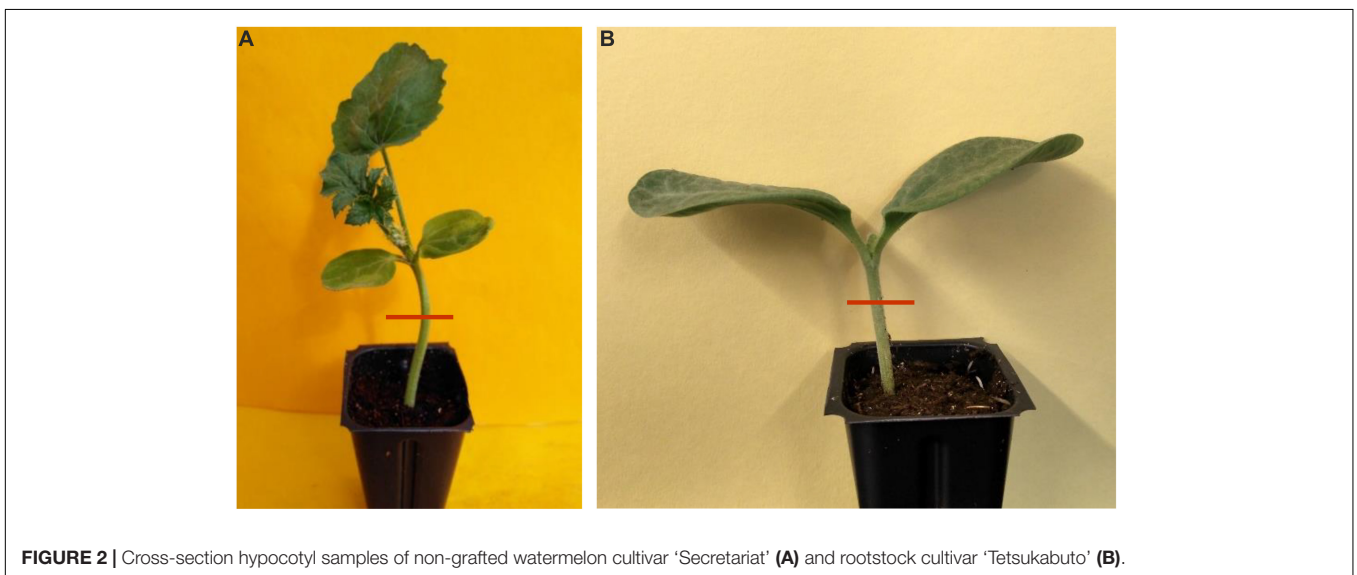 A
B
FIGURE 2 | Cross-section hypocotyl samples of non-grafted watermelon cultivar ‘Secretariat’ (A) and rootstock cultivar ‘Tetsukabuto’ (B).